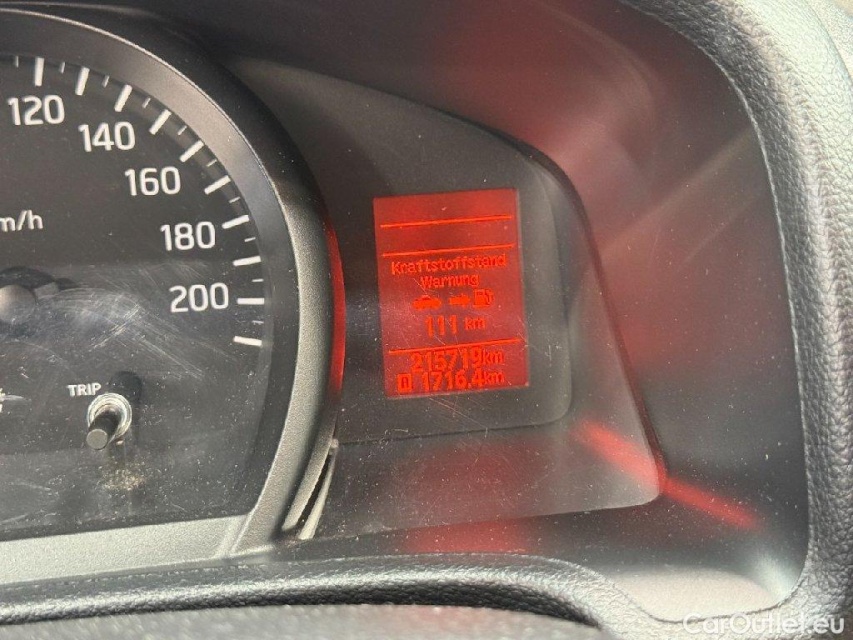 120
140
160
m/h
180
200
TRIP
Kraftstoffstand
Warnung
111 km
215719km
1716.4km
CarOutlet.eu